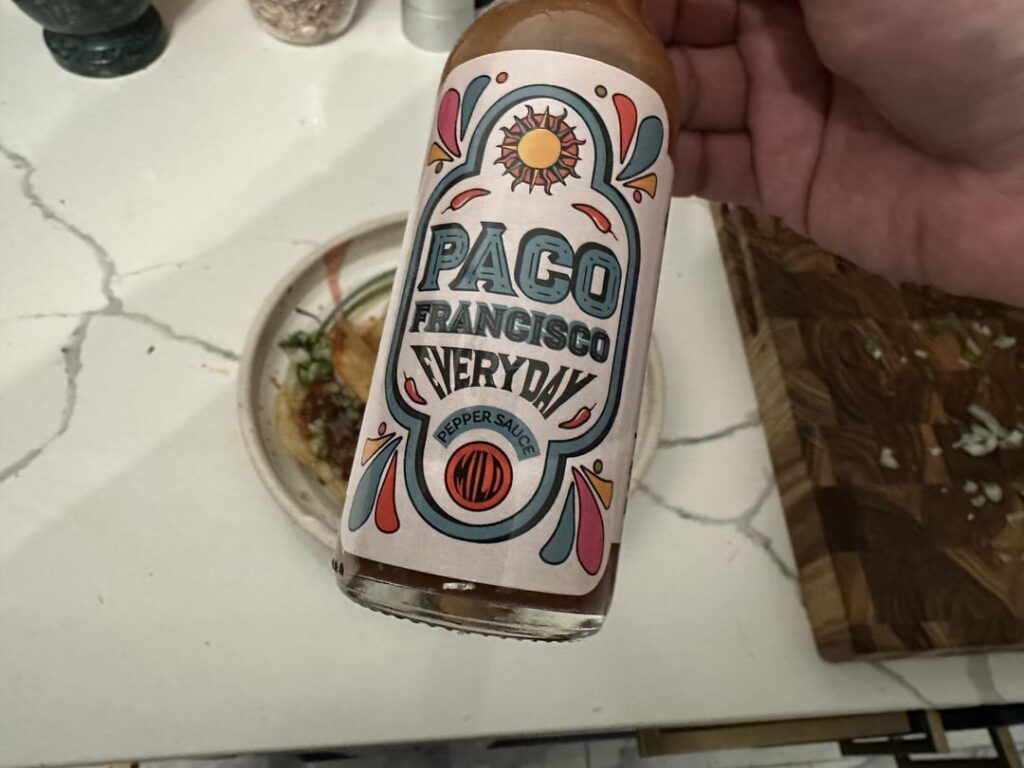 PACO
FRANCISCO
EVERYDAY
PEPPER SAUCE
MILD